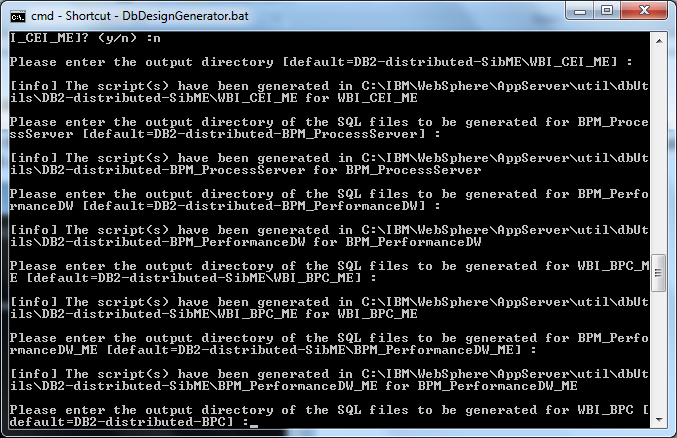 cmd - Shortcut - DbDesignGenerator.bat
I_CEI_ME]? (y/n) :n
Please enter the output directory [default=DB2-distributed-SibME\WBI_CEI_ME] :
[info] The script(s) have been generated in C:\IBM\WebSphere\AppServer\util\dbUt
ils\DB2-distributed-SibME\WBI_CEI_ME for WBI_CEI_ME
Please enter the output directory of the SQL files to be generated for BPM_Proce
ssServer [default=DB2-distributed-BPM_ProcessServer] :
[info] The script(s) have been generated in C:\IBM\WebSphere\AppServer\util\dbUt
ils\DB2-distributed-BPM_ProcessServer for BPM_ProcessServer
Please enter the output directory of the SQL files to be generated for BPM_Perfo
rmanceDW [default=DB2-distributed-BPM_PerformanceDW] :
[info] The script(s) have been generated in C:\IBM\WebSphere\AppServer\util\dbUt
ils\DB2-distributed-BPM_PerformanceDW for BPM_PerformanceDW
Please enter the output directory of the SQL files to be generated for WBI_BPC_M
E [default=DB2-distributed-SibME\WBI_BPC_ME] :
[info] The script(s) have been generated in C:\IBM\WebSphere\AppServer\util\dbUt
ils\DB2-distributed-SibME\WBI_BPC_ME for WBI_BPC_ME
Please enter the output directory of the SQL files to be generated for BPM_Perfo
rmanceDW_ME [default=DB2-distributed-SibME\BPM_PerformanceDW_ME] :
[info] The script(s) have been generated in C:\IBM\WebSphere\AppServer\util\dbUt
ils\DB2-distributed-SibME\BPM_PerformanceDW_ME for BPM_PerformanceDW_ME
Please enter the output directory of the SQL files to be generated for WBI_BPC [
default=DB2-distributed-BPC] :_